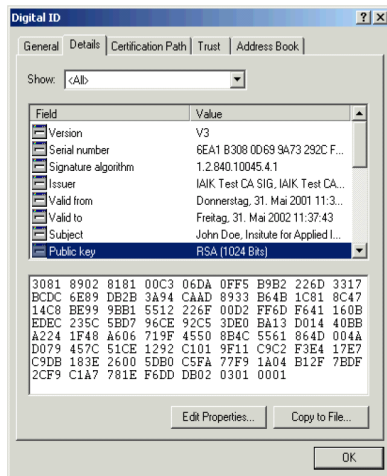 Digital ID
General Details Certification Path Trust Address Book
Show: <All>
Field Value
Version V3
Serial number 6EA1 B308 0D69 9A73 292C F...
Signature algorithm 1.2.840.10045.4.1
Issuer IAIK Test CA SIG, IAIK Test CA...
Valid from Donnerstag, 31. Mai 2001 11:3...
Valid to Freitag, 31. Mai 2002 11:37:43
Subject John Doe, Insitute for Applied I...
Public key RSA (1024 Bits)
3081 8902 8181 00C3 06DA 0FF5 B9B2 226D 3317
BCDC 6E89 DB2B 3A94 CAAD 8933 B64B 1C81 8C47
14C8 BE99 9BB1 5512 226F 00D2 FF6D F641 160B
EDEC 235C 5BD7 96CE 92C5 3DE0 BA13 D014 40BB
A224 1F48 A606 719F 4550 8B4C 5561 864D 004A
D079 457C 51CE 1292 C101 9F11 C9C2 F3E4 17E7
C9DB 183E 2600 5DB0 C5FA 77F9 1A04 B12F 7BDF
2CF9 C1A7 781E F6DD DB02 0301 0001
Edit Properties... Copy to File...
OK